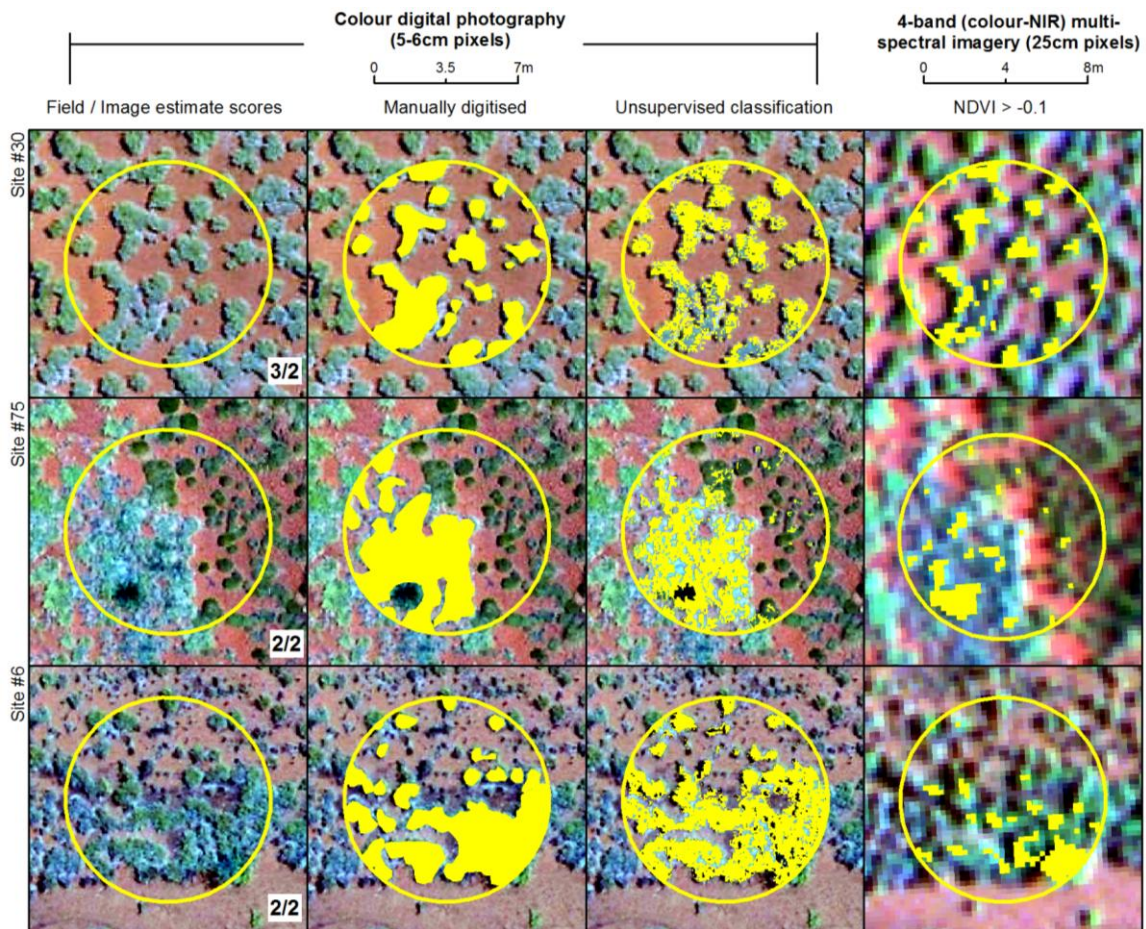 Colour digital photography
(5-6cm pixels)
4-band (colour-NIR) multi-
spectral imagery (25cm pixels)
0 3.5 7m
0 4 8m
Field / Image estimate scores
Manually digitised
Unsupervised classification
NDVI > -0.1
Site #30
3/2
Site #75
2/2
Site #6
2/2